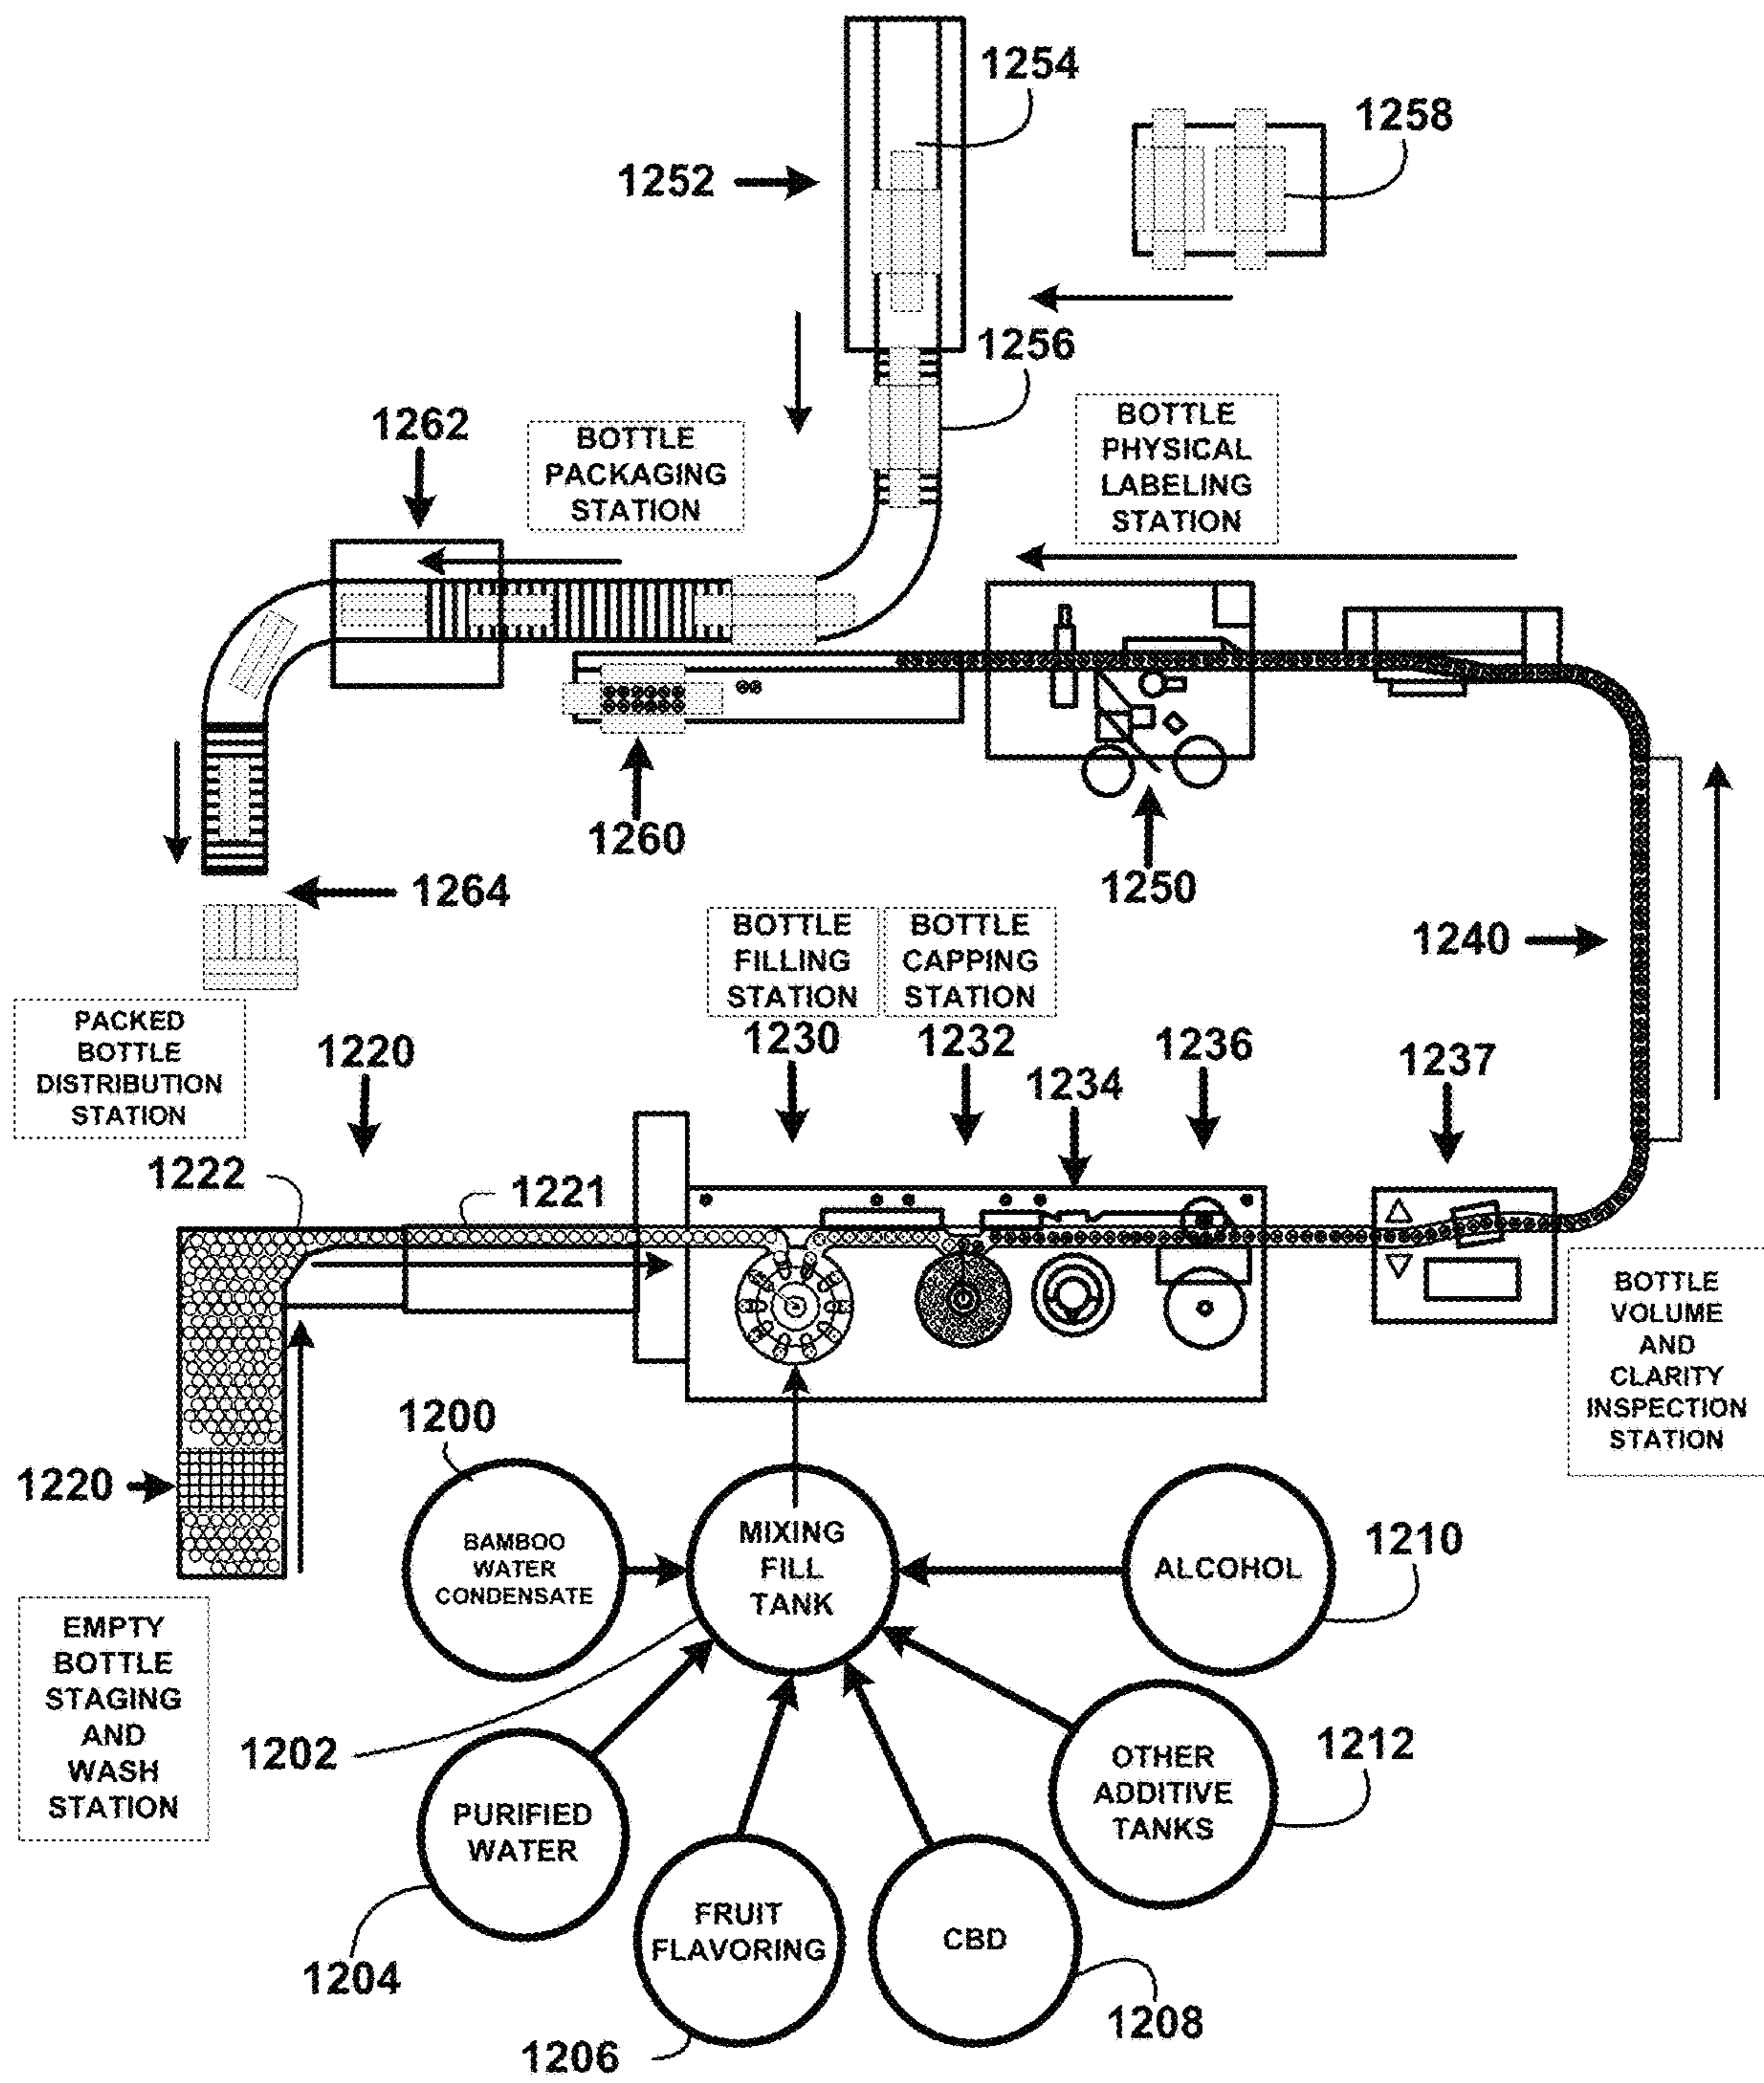 1254
1258
1252
1256
1262
BOTTLE
PACKAGING
STATION
BOTTLE
PHYSICAL
LABELING
STATION
1260
1250
1264
1240
PACKED
BOTTLE
DISTRIBUTION
STATION
BOTTLE
FILLING
STATION
1230
BOTTLE
CAPPING
STATION
1232
1220
1234
1236
1237
1222
1221
BOTTLE
VOLUME
AND
CLARITY
INSPECTION
STATION
1220
1200
BAMBOO
WATER
CONDENSATE
MIXING
FILL
TANK
ALCOHOL
1210
EMPTY
BOTTLE
STAGING
AND
WASH
STATION
1202
PURIFIED
WATER
1204
FRUIT
FLAVORING
1206
CBD
1208
OTHER
ADDITIVE
TANKS
1212